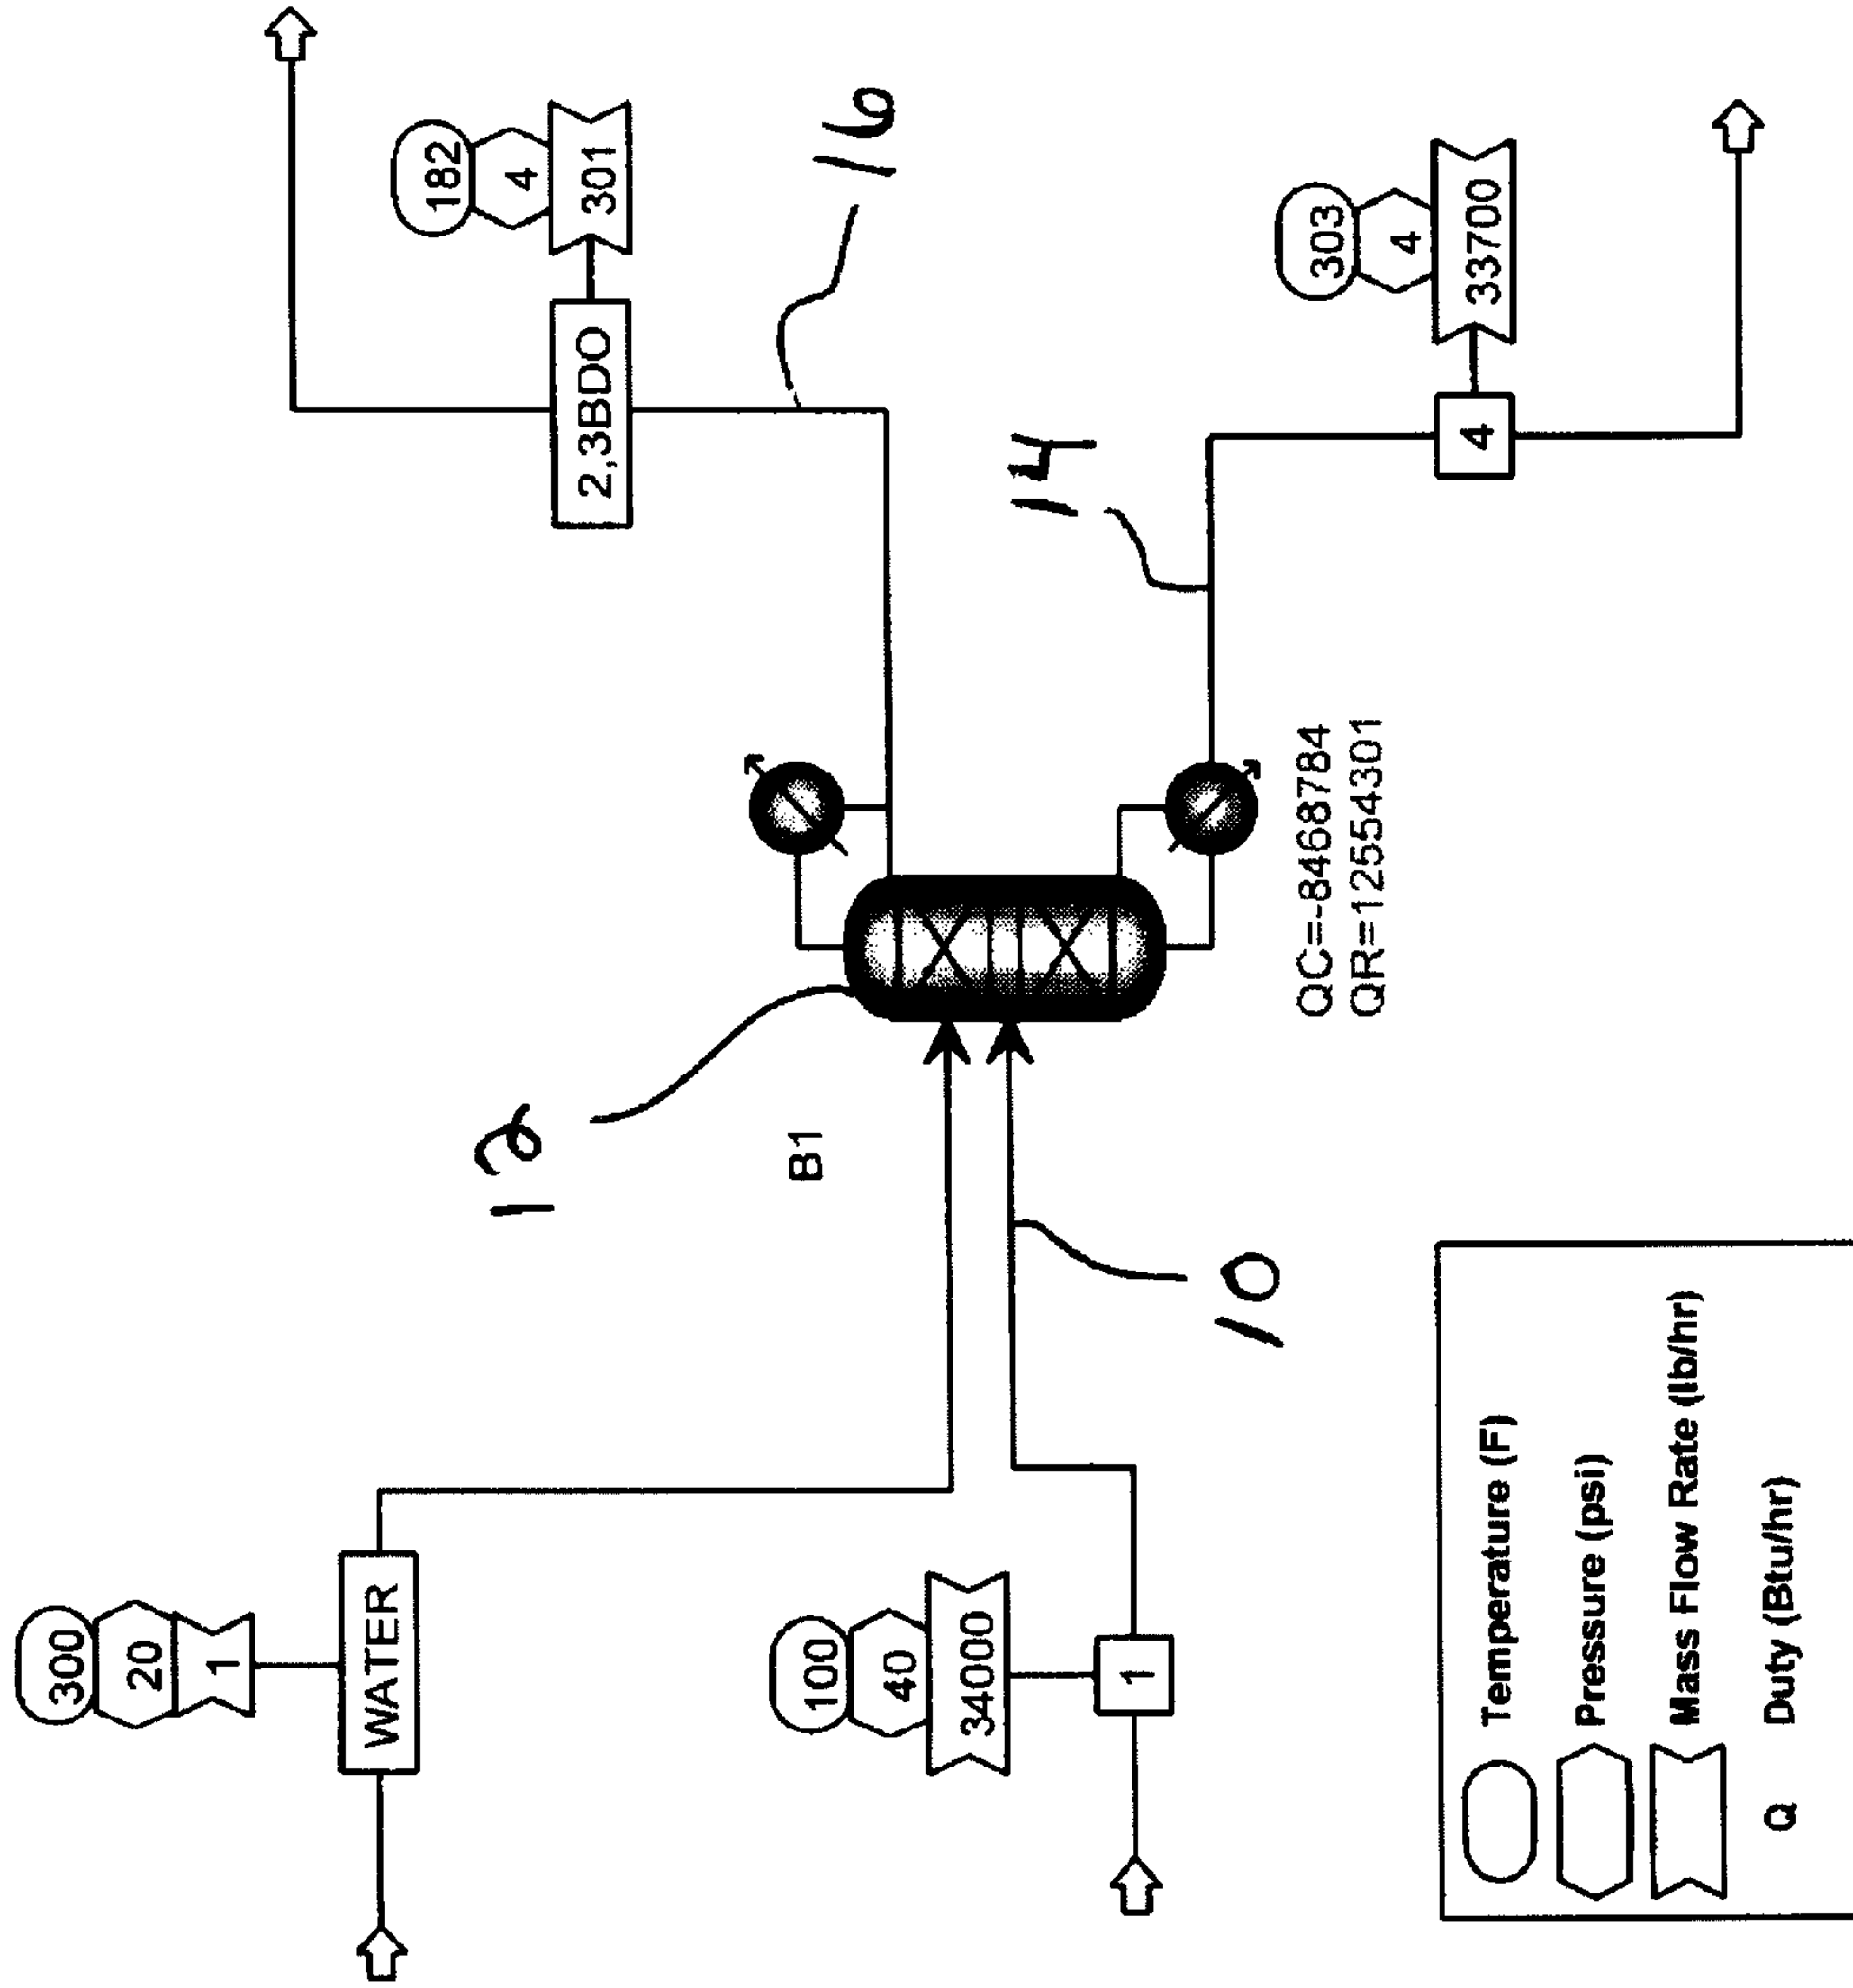 300
20
1
WATER
100
40
34000
1
12
B1
10
QC=-8468784
QR=12554301
182
4
301
2,3BDO
16
14
303
4
33700
4
Temperature (F)
Pressure (psi)
Mass Flow Rate (lb/hr)
Q Duty (Btu/hr)